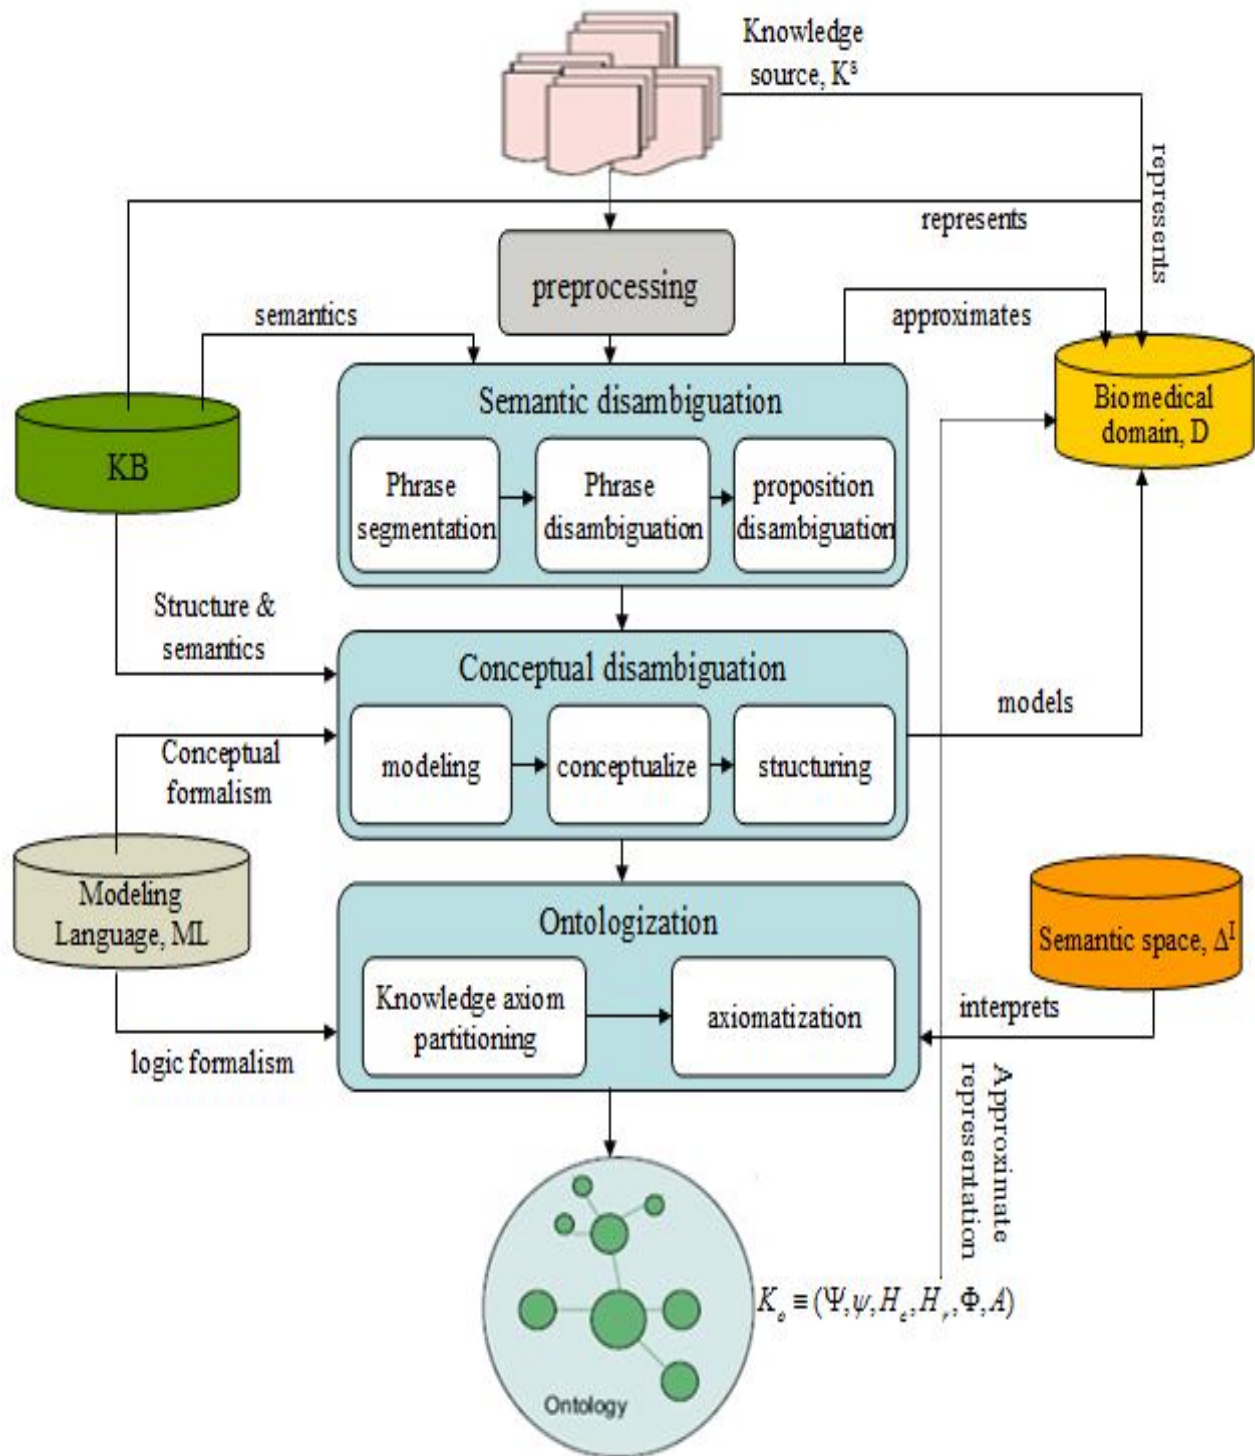 Knowledge
source, Kˢ
represents
represents
preprocessing
semantics
approximates
Semantic disambiguation
Biomedical
domain, D
KB
Phrase
segmentation
Phrase
disambiguation
proposition
disambiguation
Structure &
semantics
Conceptual disambiguation
models
Conceptual
formalism
modeling
conceptualize
structuring
Modeling
Language, ML
Ontologization
Semantic space, Δᴵ
Knowledge axiom
partitioning
axiomatization
interprets
logic formalism
Approximate
representation
K_o ≡ (Ψ, ψ, H_c, H_r, Φ, A)
Ontology